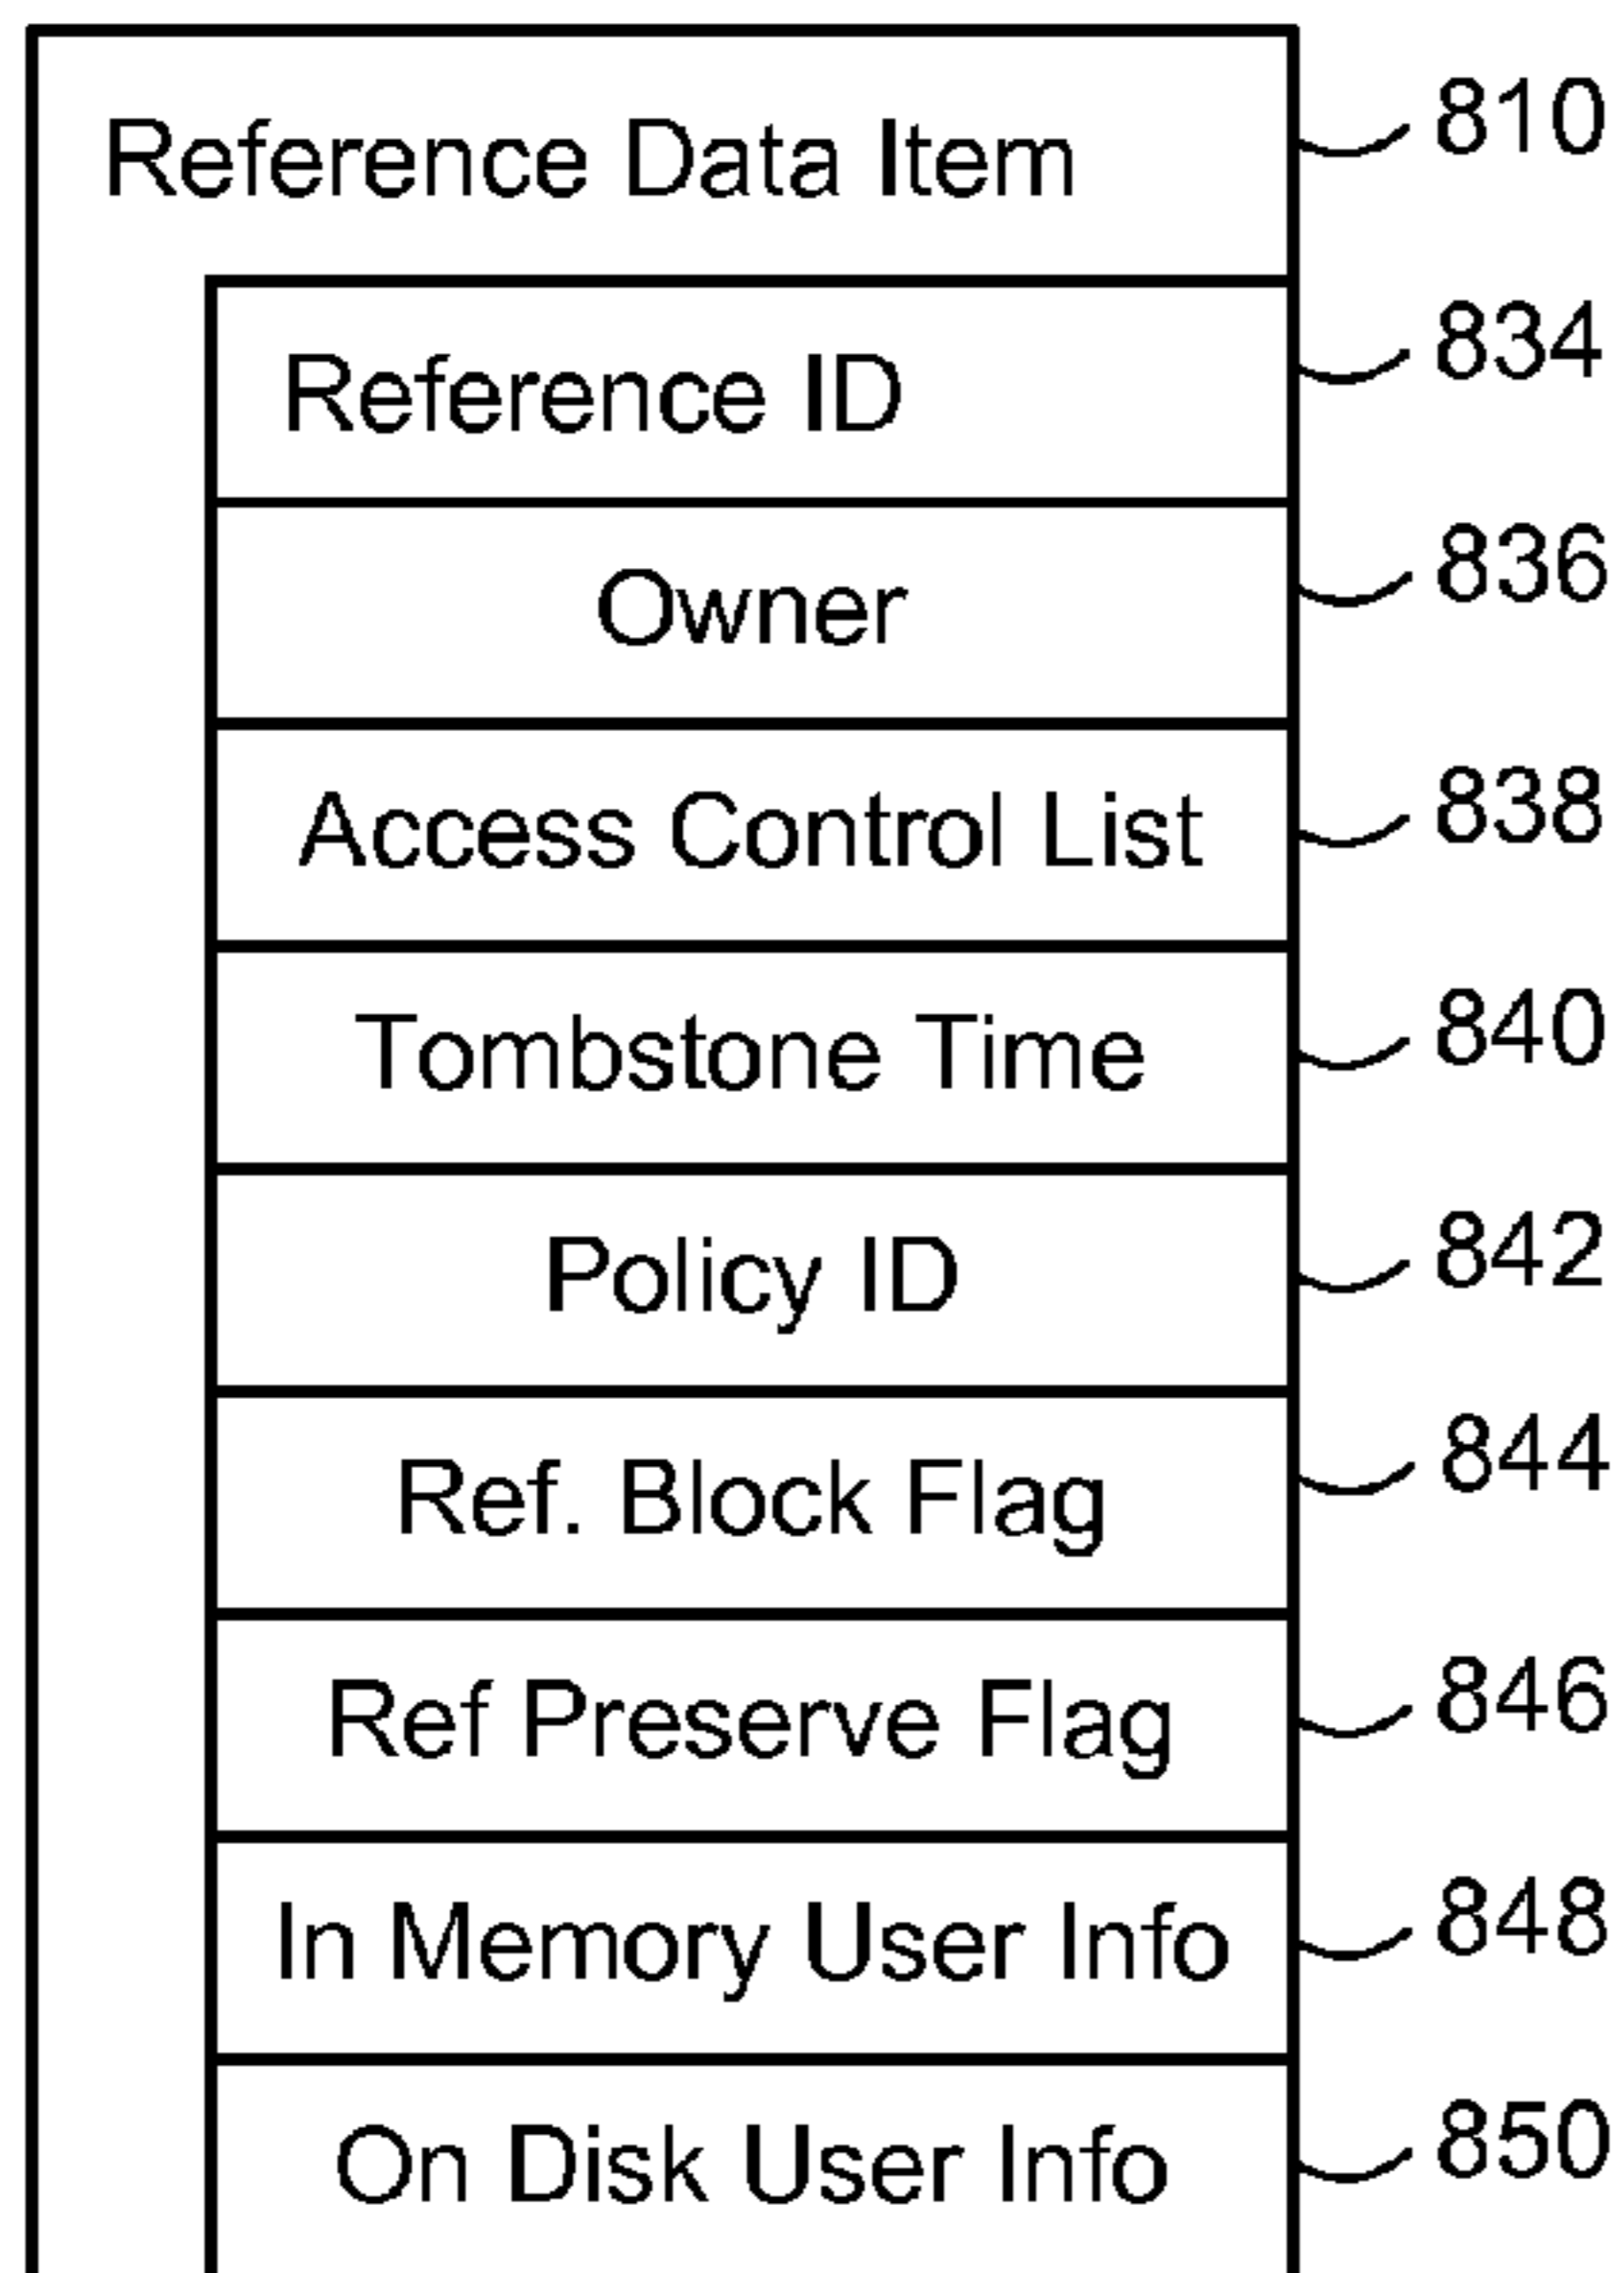 Reference Data Item 810
Reference ID 834
Owner 836
Access Control List 838
Tombstone Time 840
Policy ID 842
Ref. Block Flag 844
Ref Preserve Flag 846
In Memory User Info 848
On Disk User Info 850